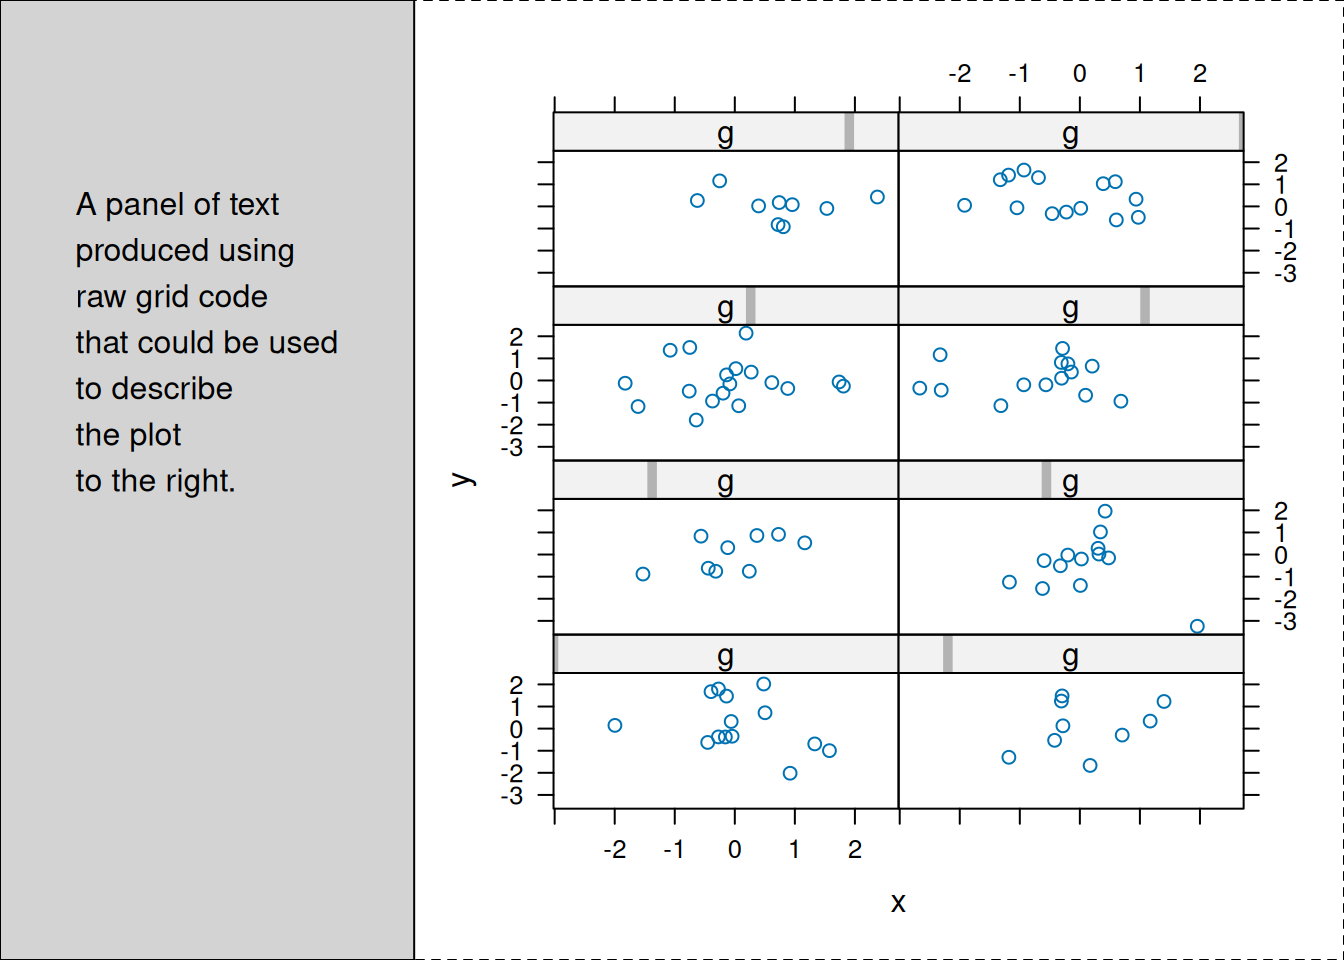 A panel of text
produced using
raw grid code
that could be used
to describe
the plot
to the right.
-2 -1 0 1 2
g g
2
1
0
-1
-2
-3
g g
2
1
0
-1
-2
-3
y
g g
2
1
0
-1
-2
-3
g g
2
1
0
-1
-2
-3
-2 -1 0 1 2
x